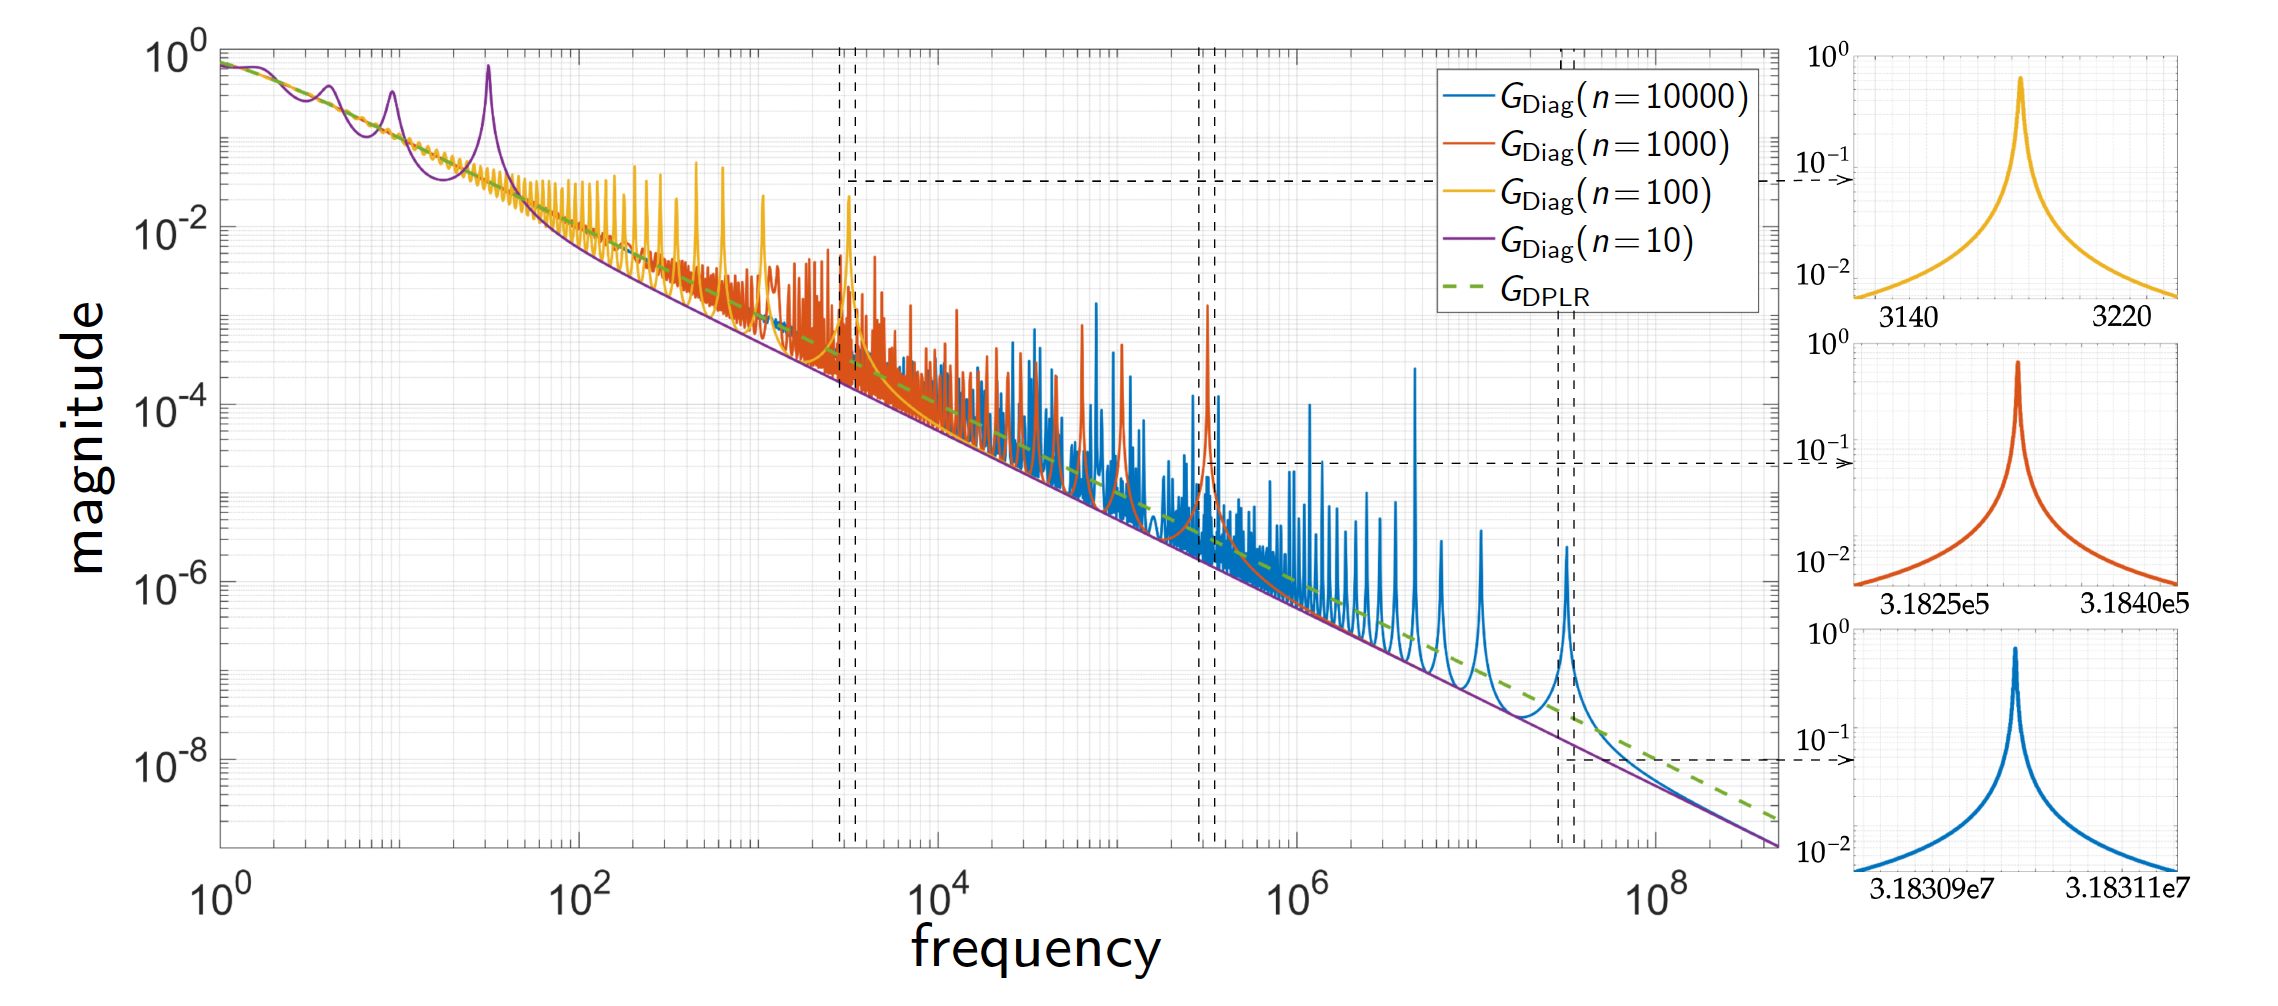 10^0
10^-2
10^-4
10^-6
10^-8
magnitude
10^0 10^2 10^4 10^6 10^8
frequency
G_Diag(n=10000)
G_Diag(n=1000)
G_Diag(n=100)
G_Diag(n=10)
G_DPLR
10^0
10^-1
10^-2
3140 3220
10^0
10^-1
10^-2
3.1825e5 3.1840e5
10^0
10^-1
10^-2
3.18309e7 3.18311e7